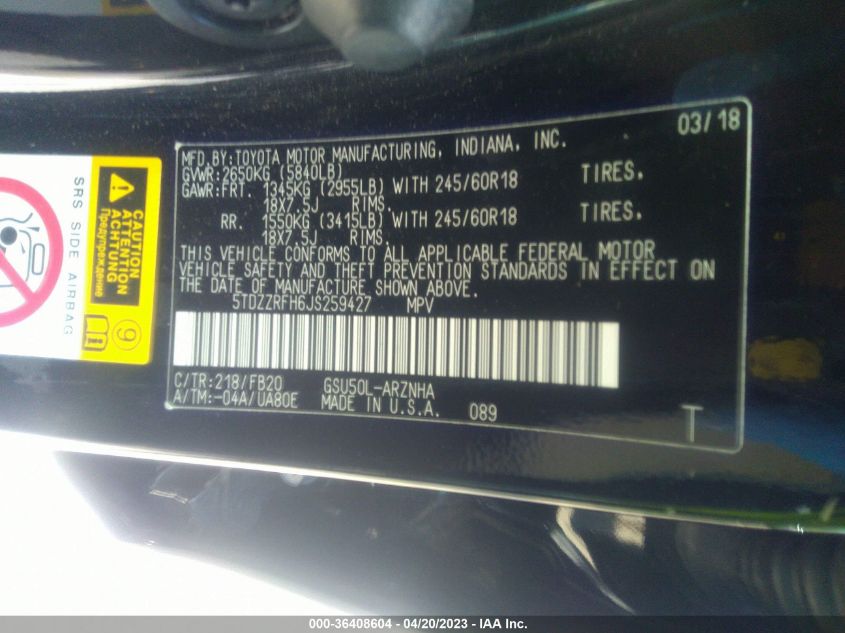 03/18
MFD.BY:TOYOTA MOTOR MANUFACTURING, INDIANA, INC.
GVWR:2650KG (5840LB)
GAWR:FRT. 1345KG (2955LB) WITH 245/60R18 TIRES.
18X7.5J RIMS.
RR. 1550KG (3415LB) WITH 245/60R18 TIRES.
18X7.5J RIMS.
THIS VEHICLE CONFORMS TO ALL APPLICABLE FEDERAL MOTOR
VEHICLE SAFETY AND THEFT PREVENTION STANDARDS IN EFFECT ON
THE DATE OF MANUFACTURE SHOWN ABOVE.
5TDZZRFH6JS259427 MPV
C/TR:218/FB20 GSU50L-ARZNHA
A/TM:-04A/UA80E MADE IN U.S.A. 089
T
CAUTION
ATTENTION
ACHTUNG
Предупреждение
9
SRS SIDE AIRBAG
000-36408604 - 04/20/2023 - IAA Inc.